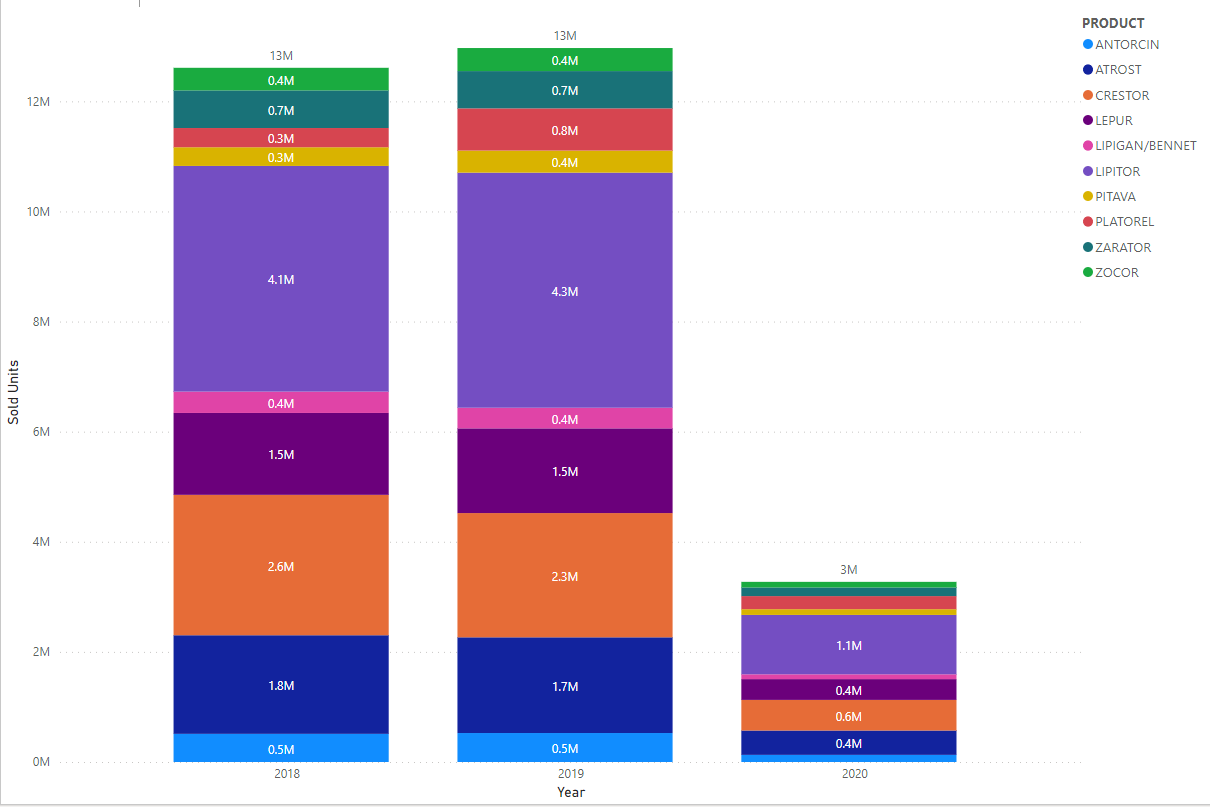 PRODUCT
ANTORCIN
ATROST
CRESTOR
LEPUR
LIPIGAN/BENNET
LIPITOR
PITAVA
PLATOREL
ZARATOR
ZOCOR
Sold Units
12M
10M
8M
6M
4M
2M
0M
13M
0.4M
0.7M
0.3M
0.3M
4.1M
0.4M
1.5M
2.6M
1.8M
0.5M
13M
0.4M
0.7M
0.8M
0.4M
4.3M
0.4M
1.5M
2.3M
1.7M
0.5M
3M
1.1M
0.4M
0.6M
0.4M
2018
2019
2020
Year